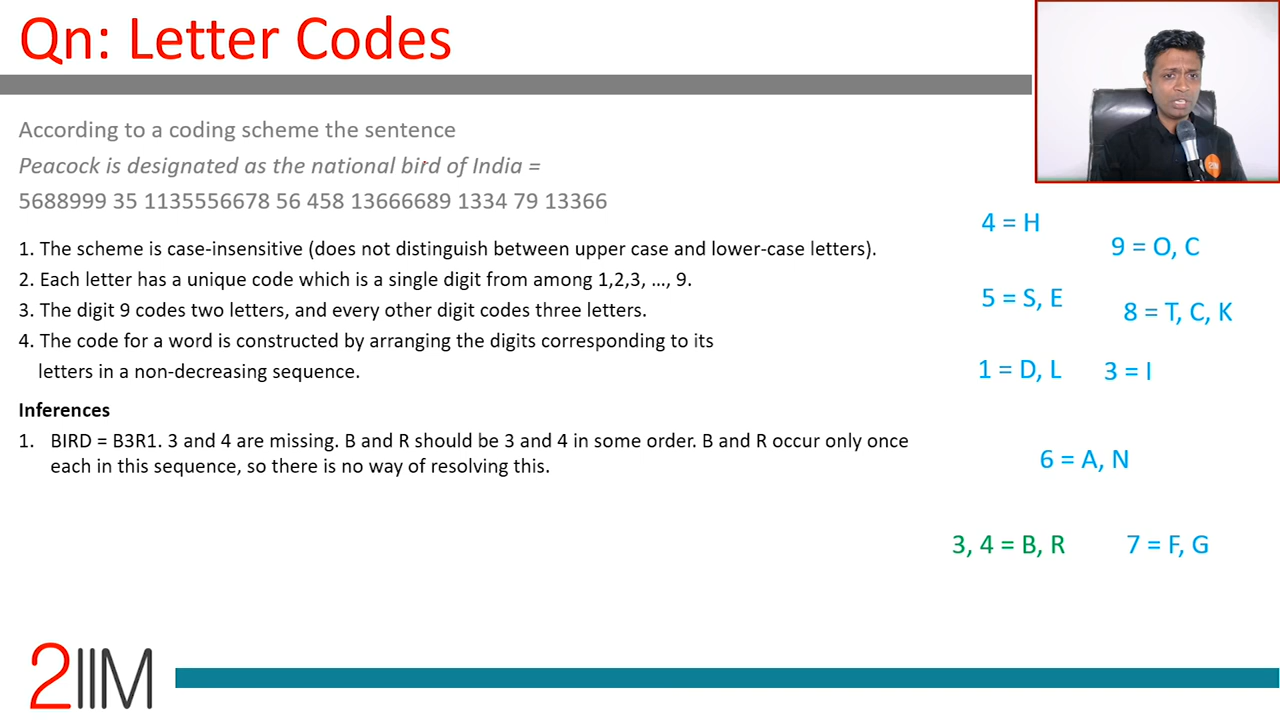 Qn: Letter Codes
According to a coding scheme the sentence
Peacock is designated as the national bird of India =
5688999 35 1135556678 56 458 13666689 1334 79 13366
1. The scheme is case-insensitive (does not distinguish between upper case and lower-case letters).
2. Each letter has a unique code which is a single digit from among 1,2,3, …, 9.
3. The digit 9 codes two letters, and every other digit codes three letters.
4. The code for a word is constructed by arranging the digits corresponding to its
letters in a non-decreasing sequence.
Inferences
1. BIRD = B3R1. 3 and 4 are missing. B and R should be 3 and 4 in some order. B and R occur only once
each in this sequence, so there is no way of resolving this.
4 = H
9 = O, C
5 = S, E
8 = T, C, K
1 = D, L
3 = I
6 = A, N
3, 4 = B, R
7 = F, G
2IIM